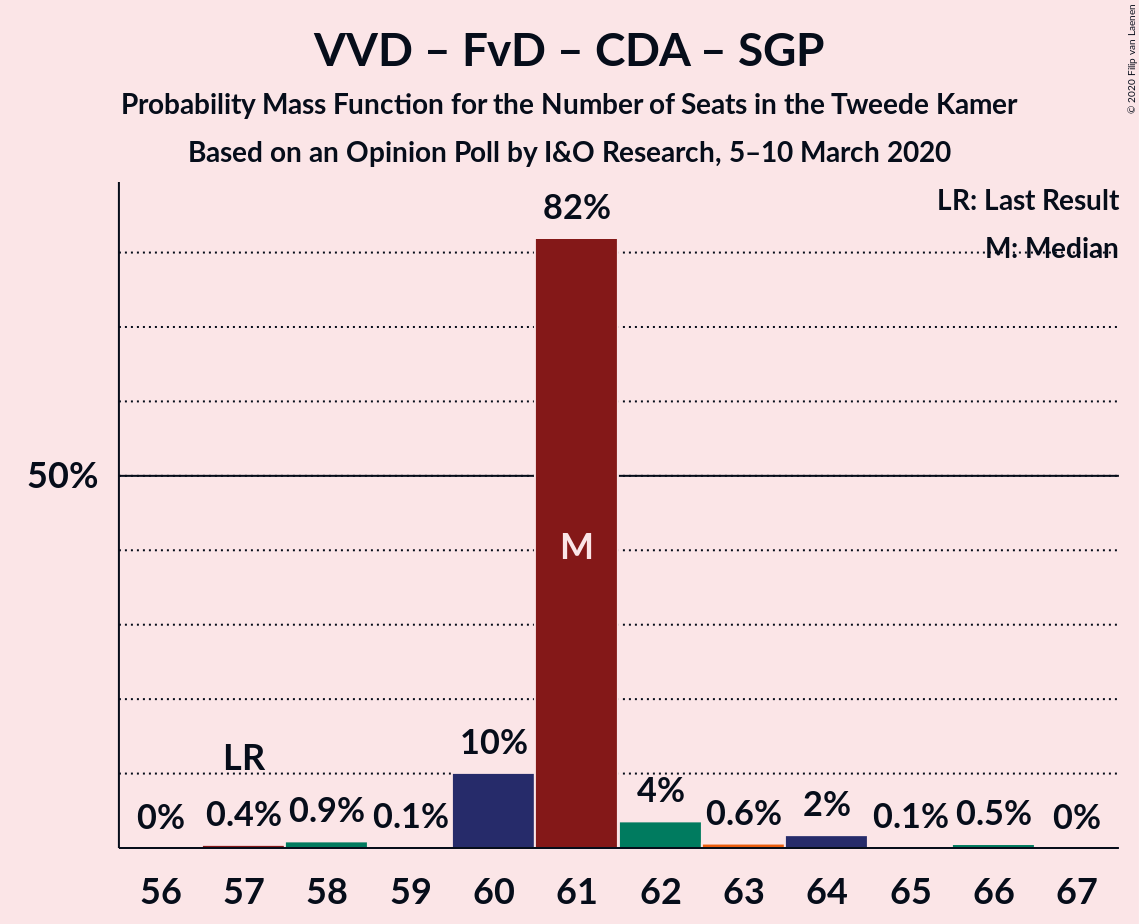 VVD – FvD – CDA – SGP
Probability Mass Function for the Number of Seats in the Tweede Kamer
Based on an Opinion Poll by I&O Research, 5–10 March 2020
© 2020 Filip van Laenen
LR: Last Result
M: Median
82%
50%
M
LR
10%
0% 0.4% 0.9% 0.1% 4% 0.6% 2% 0.1% 0.5% 0%
56 57 58 59 60 61 62 63 64 65 66 67